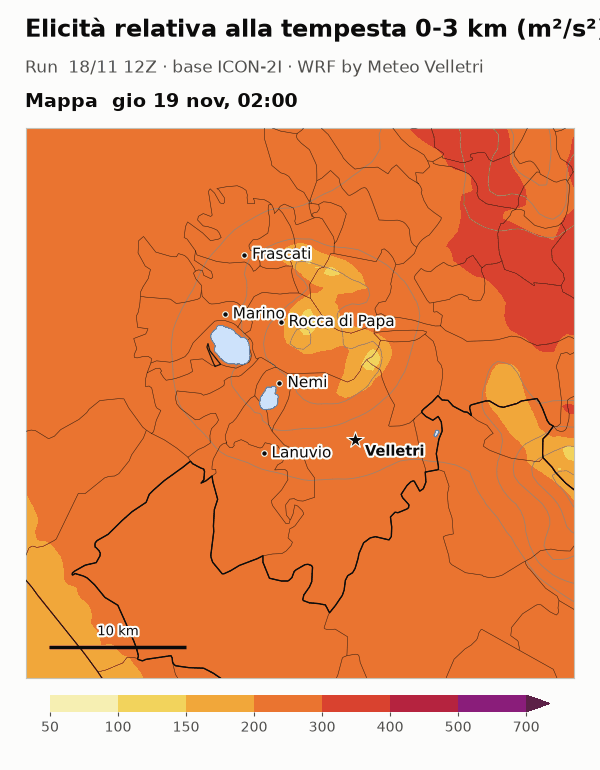 Elicità relativa alla tempesta 0-3 km (m²/s²)
Run  18/11 12Z · base ICON-2I · WRF by Meteo Velletri
Mappa  gio 19 nov, 02:00
Frascati
Marino
Rocca di Papa
Nemi
Velletri
Lanuvio
10 km
50 100 150 200 300 400 500 700